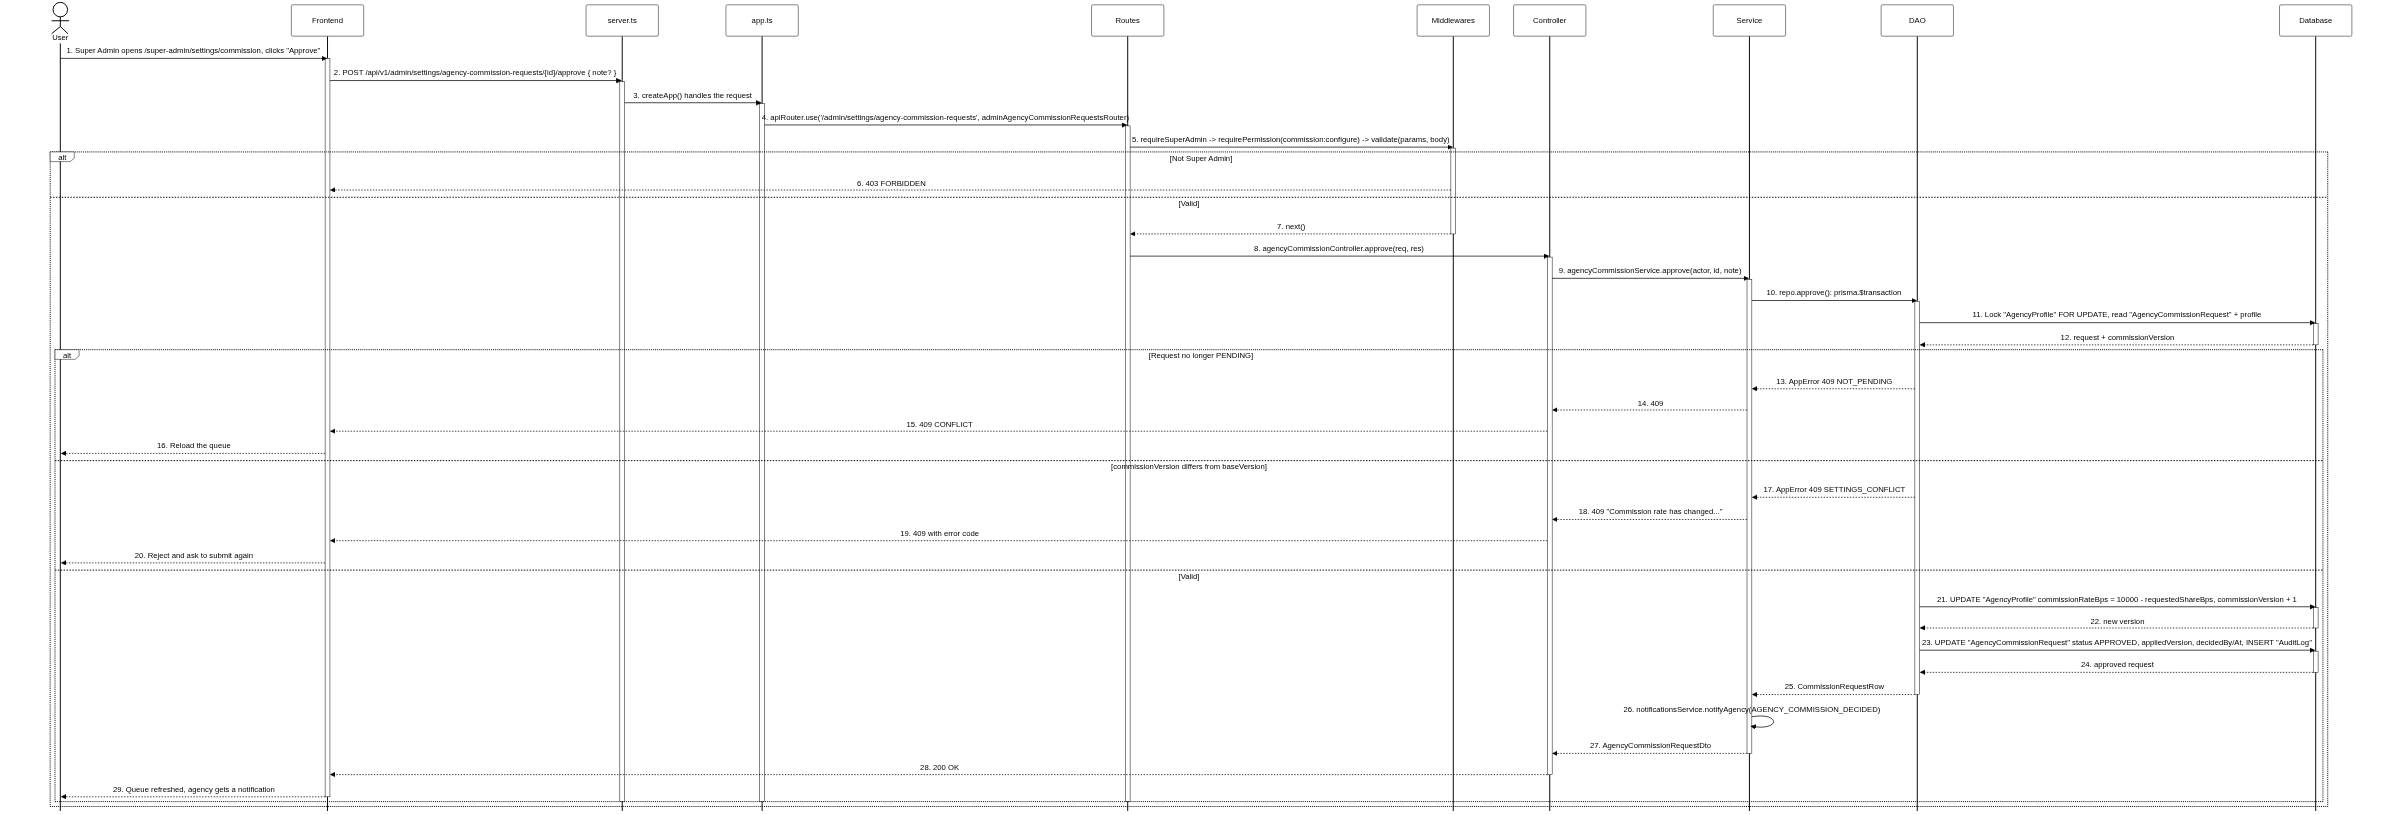 User
Frontend
server.ts
app.ts
Routes
Middlewares
Controller
Service
DAO
Database
1. Super Admin opens /super-admin/settings/commission, clicks "Approve"
2. POST /api/v1/admin/settings/agency-commission-requests/{id}/approve { note? }
3. createApp() handles the request
4. apiRouter.use('/admin/settings/agency-commission-requests', adminAgencyCommissionRequestsRouter)
5. requireSuperAdmin -> requirePermission(commission:configure) -> validate(params, body)
alt
[Not Super Admin]
6. 403 FORBIDDEN
[Valid]
7. next()
8. agencyCommissionController.approve(req, res)
9. agencyCommissionService.approve(actor, id, note)
10. repo.approve(): prisma.$transaction
11. Lock "AgencyProfile" FOR UPDATE, read "AgencyCommissionRequest" + profile
12. request + commissionVersion
alt
[Request no longer PENDING]
13. AppError 409 NOT_PENDING
14. 409
15. 409 CONFLICT
16. Reload the queue
[commissionVersion differs from baseVersion]
17. AppError 409 SETTINGS_CONFLICT
18. 409 "Commission rate has changed..."
19. 409 with error code
20. Reject and ask to submit again
[Valid]
21. UPDATE "AgencyProfile" commissionRateBps = 10000 - requestedShareBps, commissionVersion + 1
22. new version
23. UPDATE "AgencyCommissionRequest" status APPROVED, appliedVersion, decidedBy/At, INSERT "AuditLog"
24. approved request
25. CommissionRequestRow
26. notificationsService.notifyAgency(AGENCY_COMMISSION_DECIDED)
27. AgencyCommissionRequestDto
28. 200 OK
29. Queue refreshed, agency gets a notification